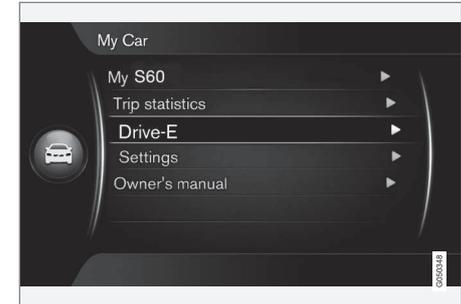 My Car
My S60
Trip statistics
Drive-E
Settings
Owner's manual
G050348